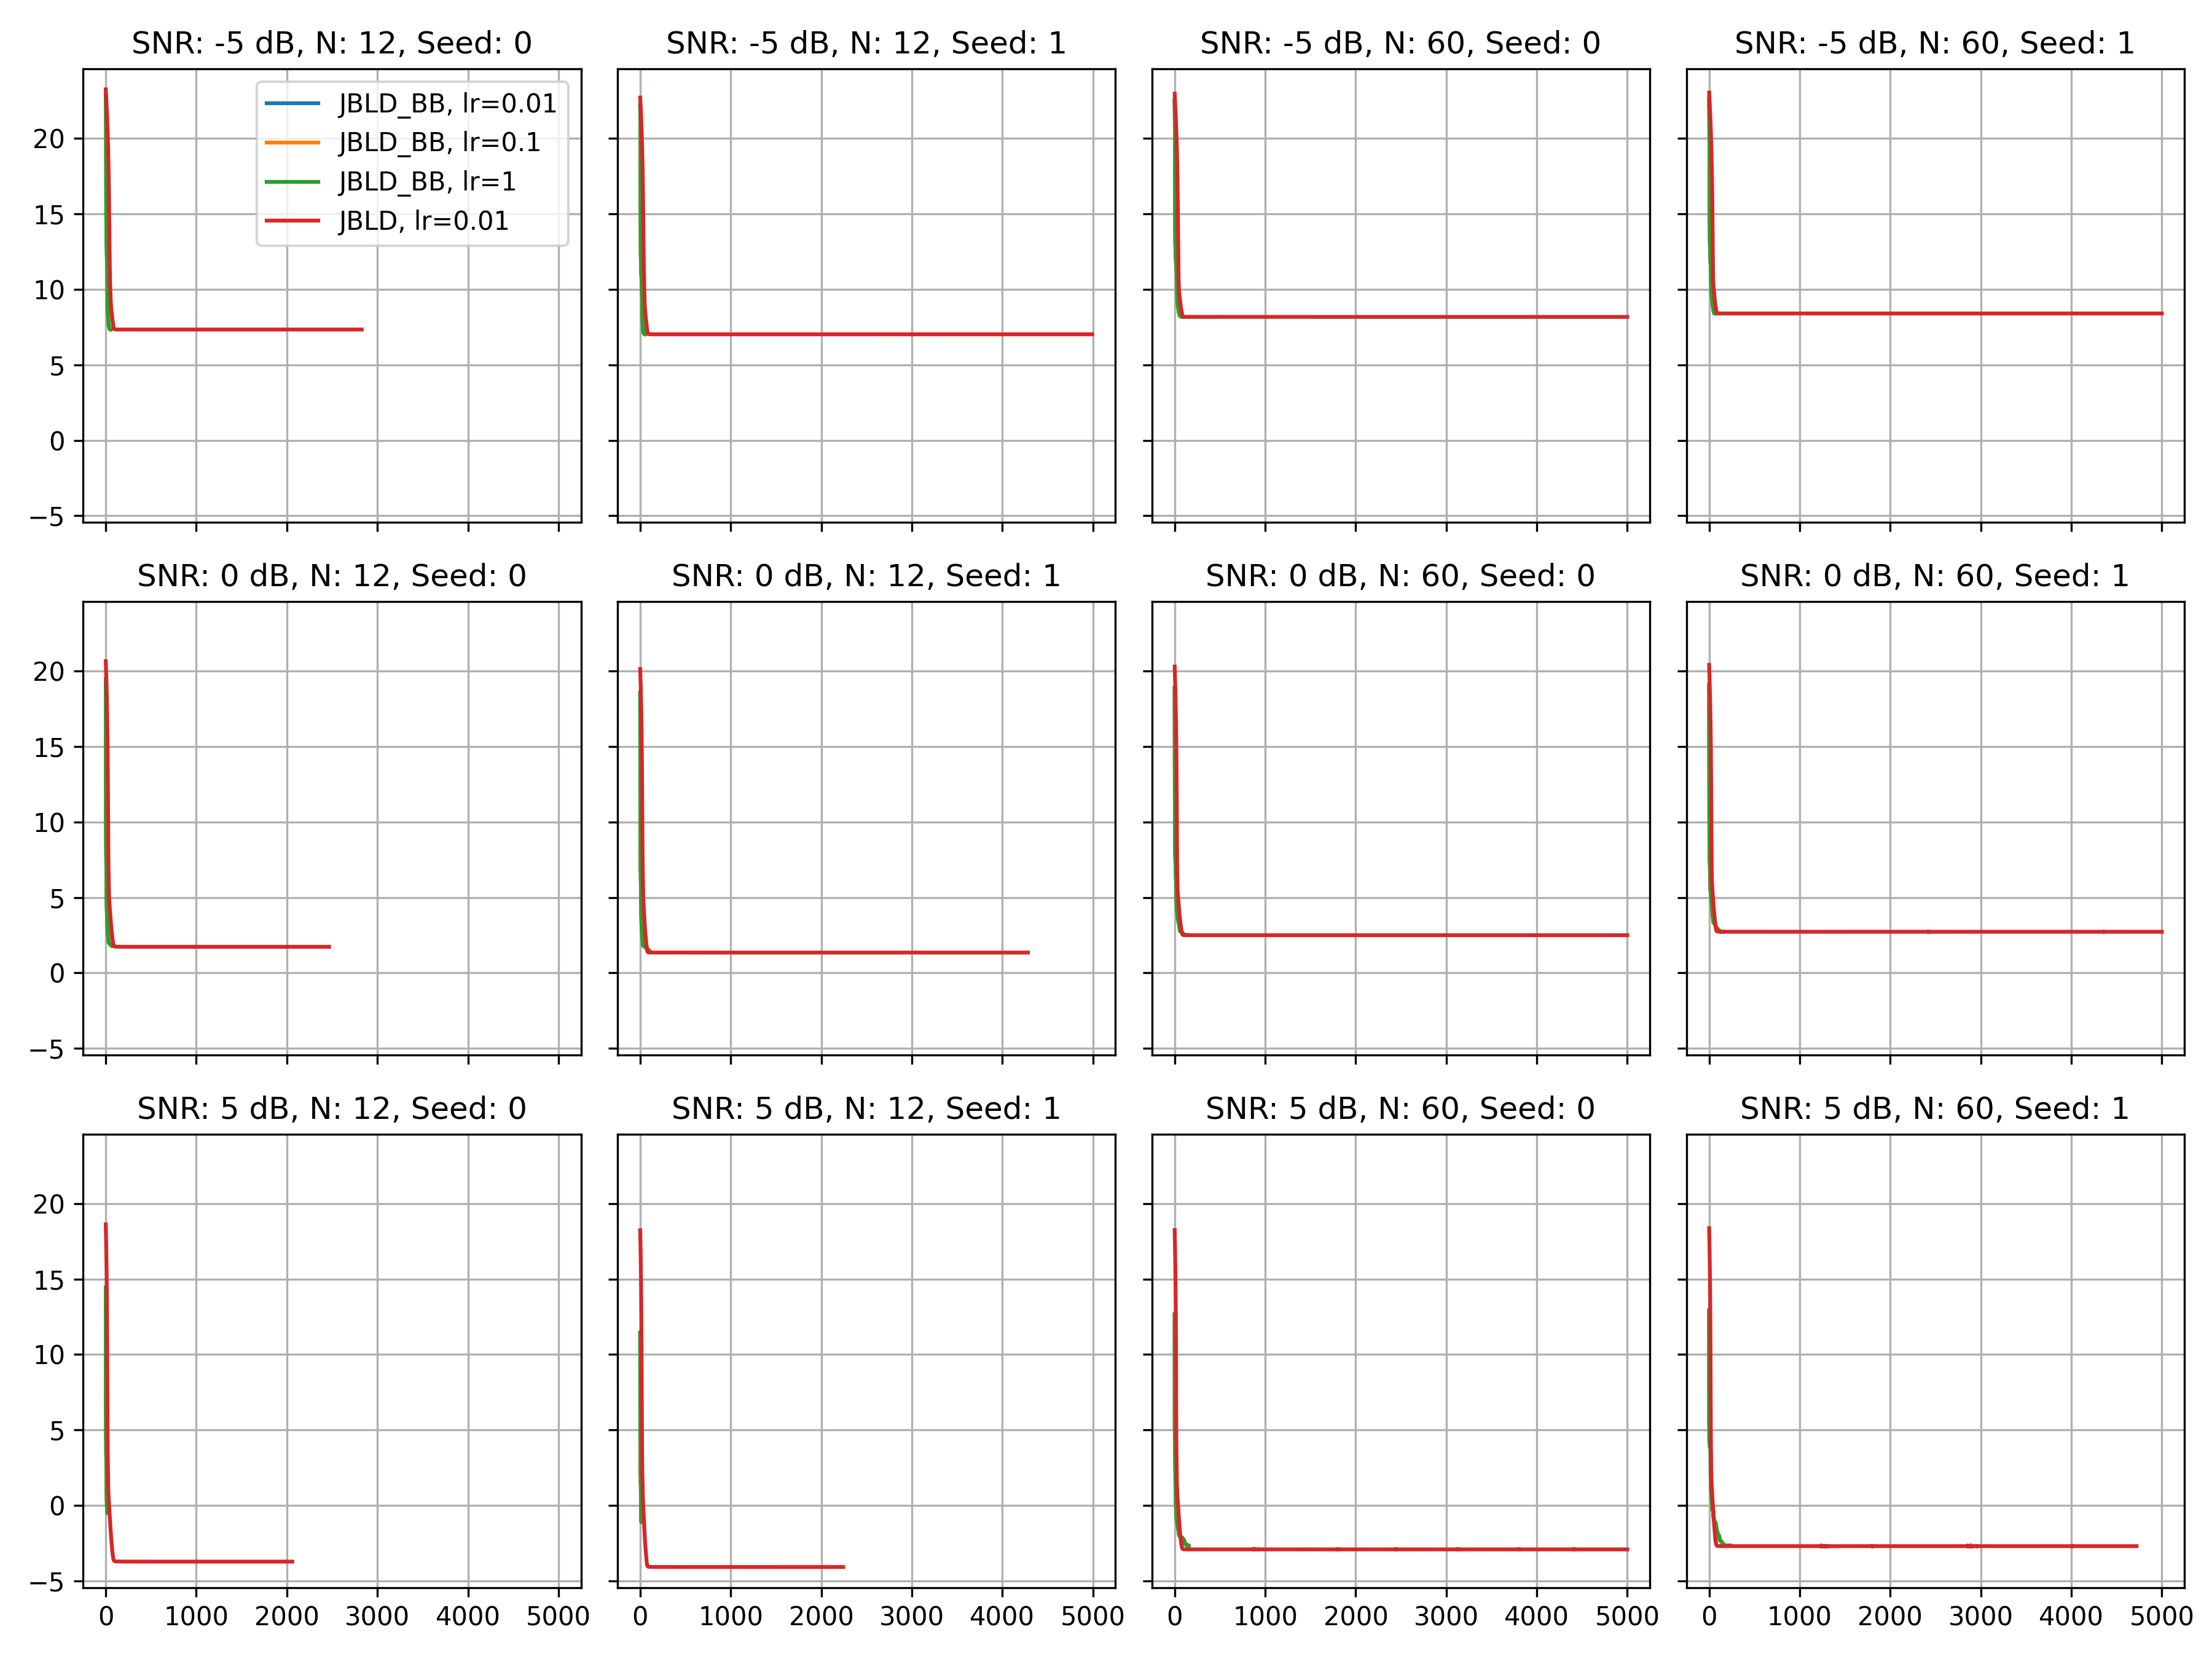 SNR: -5 dB, N: 12, Seed: 0
SNR: -5 dB, N: 12, Seed: 1
SNR: -5 dB, N: 60, Seed: 0
SNR: -5 dB, N: 60, Seed: 1
JBLD_BB, lr=0.01
JBLD_BB, lr=0.1
JBLD_BB, lr=1
JBLD, lr=0.01
20
15
10
5
0
−5
SNR: 0 dB, N: 12, Seed: 0
SNR: 0 dB, N: 12, Seed: 1
SNR: 0 dB, N: 60, Seed: 0
SNR: 0 dB, N: 60, Seed: 1
20
15
10
5
0
−5
SNR: 5 dB, N: 12, Seed: 0
SNR: 5 dB, N: 12, Seed: 1
SNR: 5 dB, N: 60, Seed: 0
SNR: 5 dB, N: 60, Seed: 1
20
15
10
5
0
−5
0 1000 2000 3000 4000 5000
0 1000 2000 3000 4000 5000
0 1000 2000 3000 4000 5000
0 1000 2000 3000 4000 5000